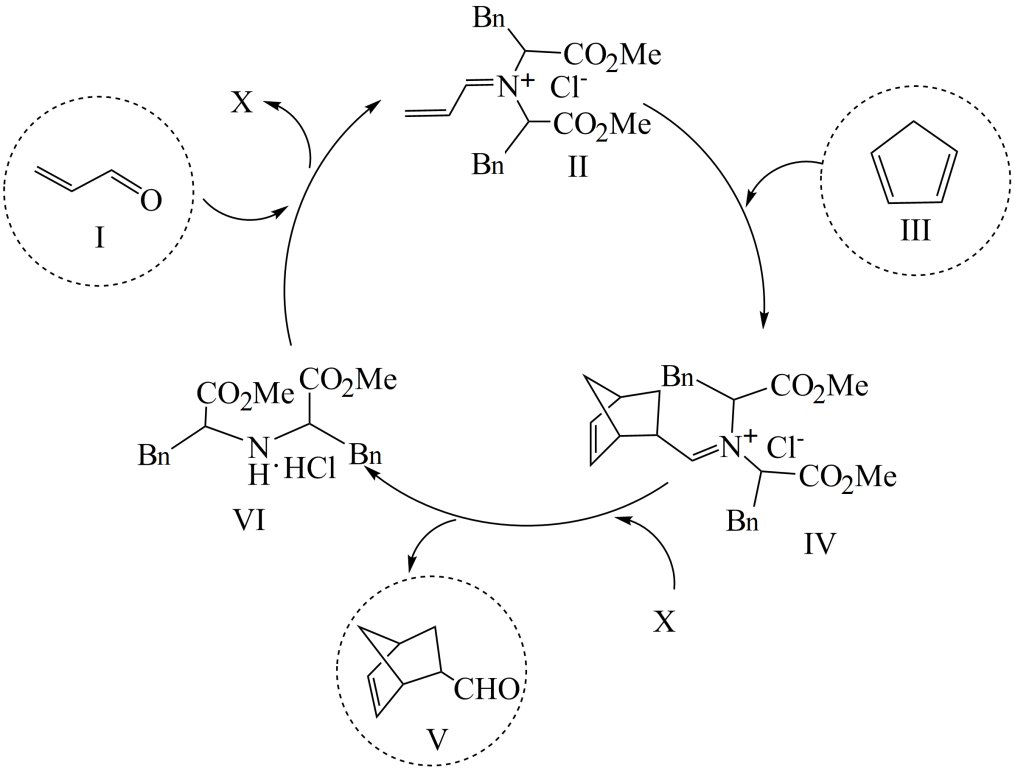 Bn
CO2Me
X
N+ Cl-
CO2Me
Bn
II
O
I
III
CO2Me
CO2Me
Bn
N
H·HCl
Bn
VI
Bn
CO2Me
N+ Cl-
CO2Me
Bn
IV
X
CHO
V